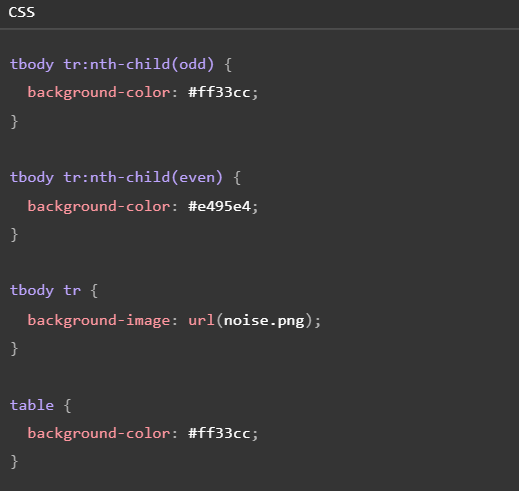 CSS
tbody tr:nth-child(odd) {
  background-color: #ff33cc;
}
tbody tr:nth-child(even) {
  background-color: #e495e4;
}
tbody tr {
  background-image: url(noise.png);
}
table {
  background-color: #ff33cc;
}